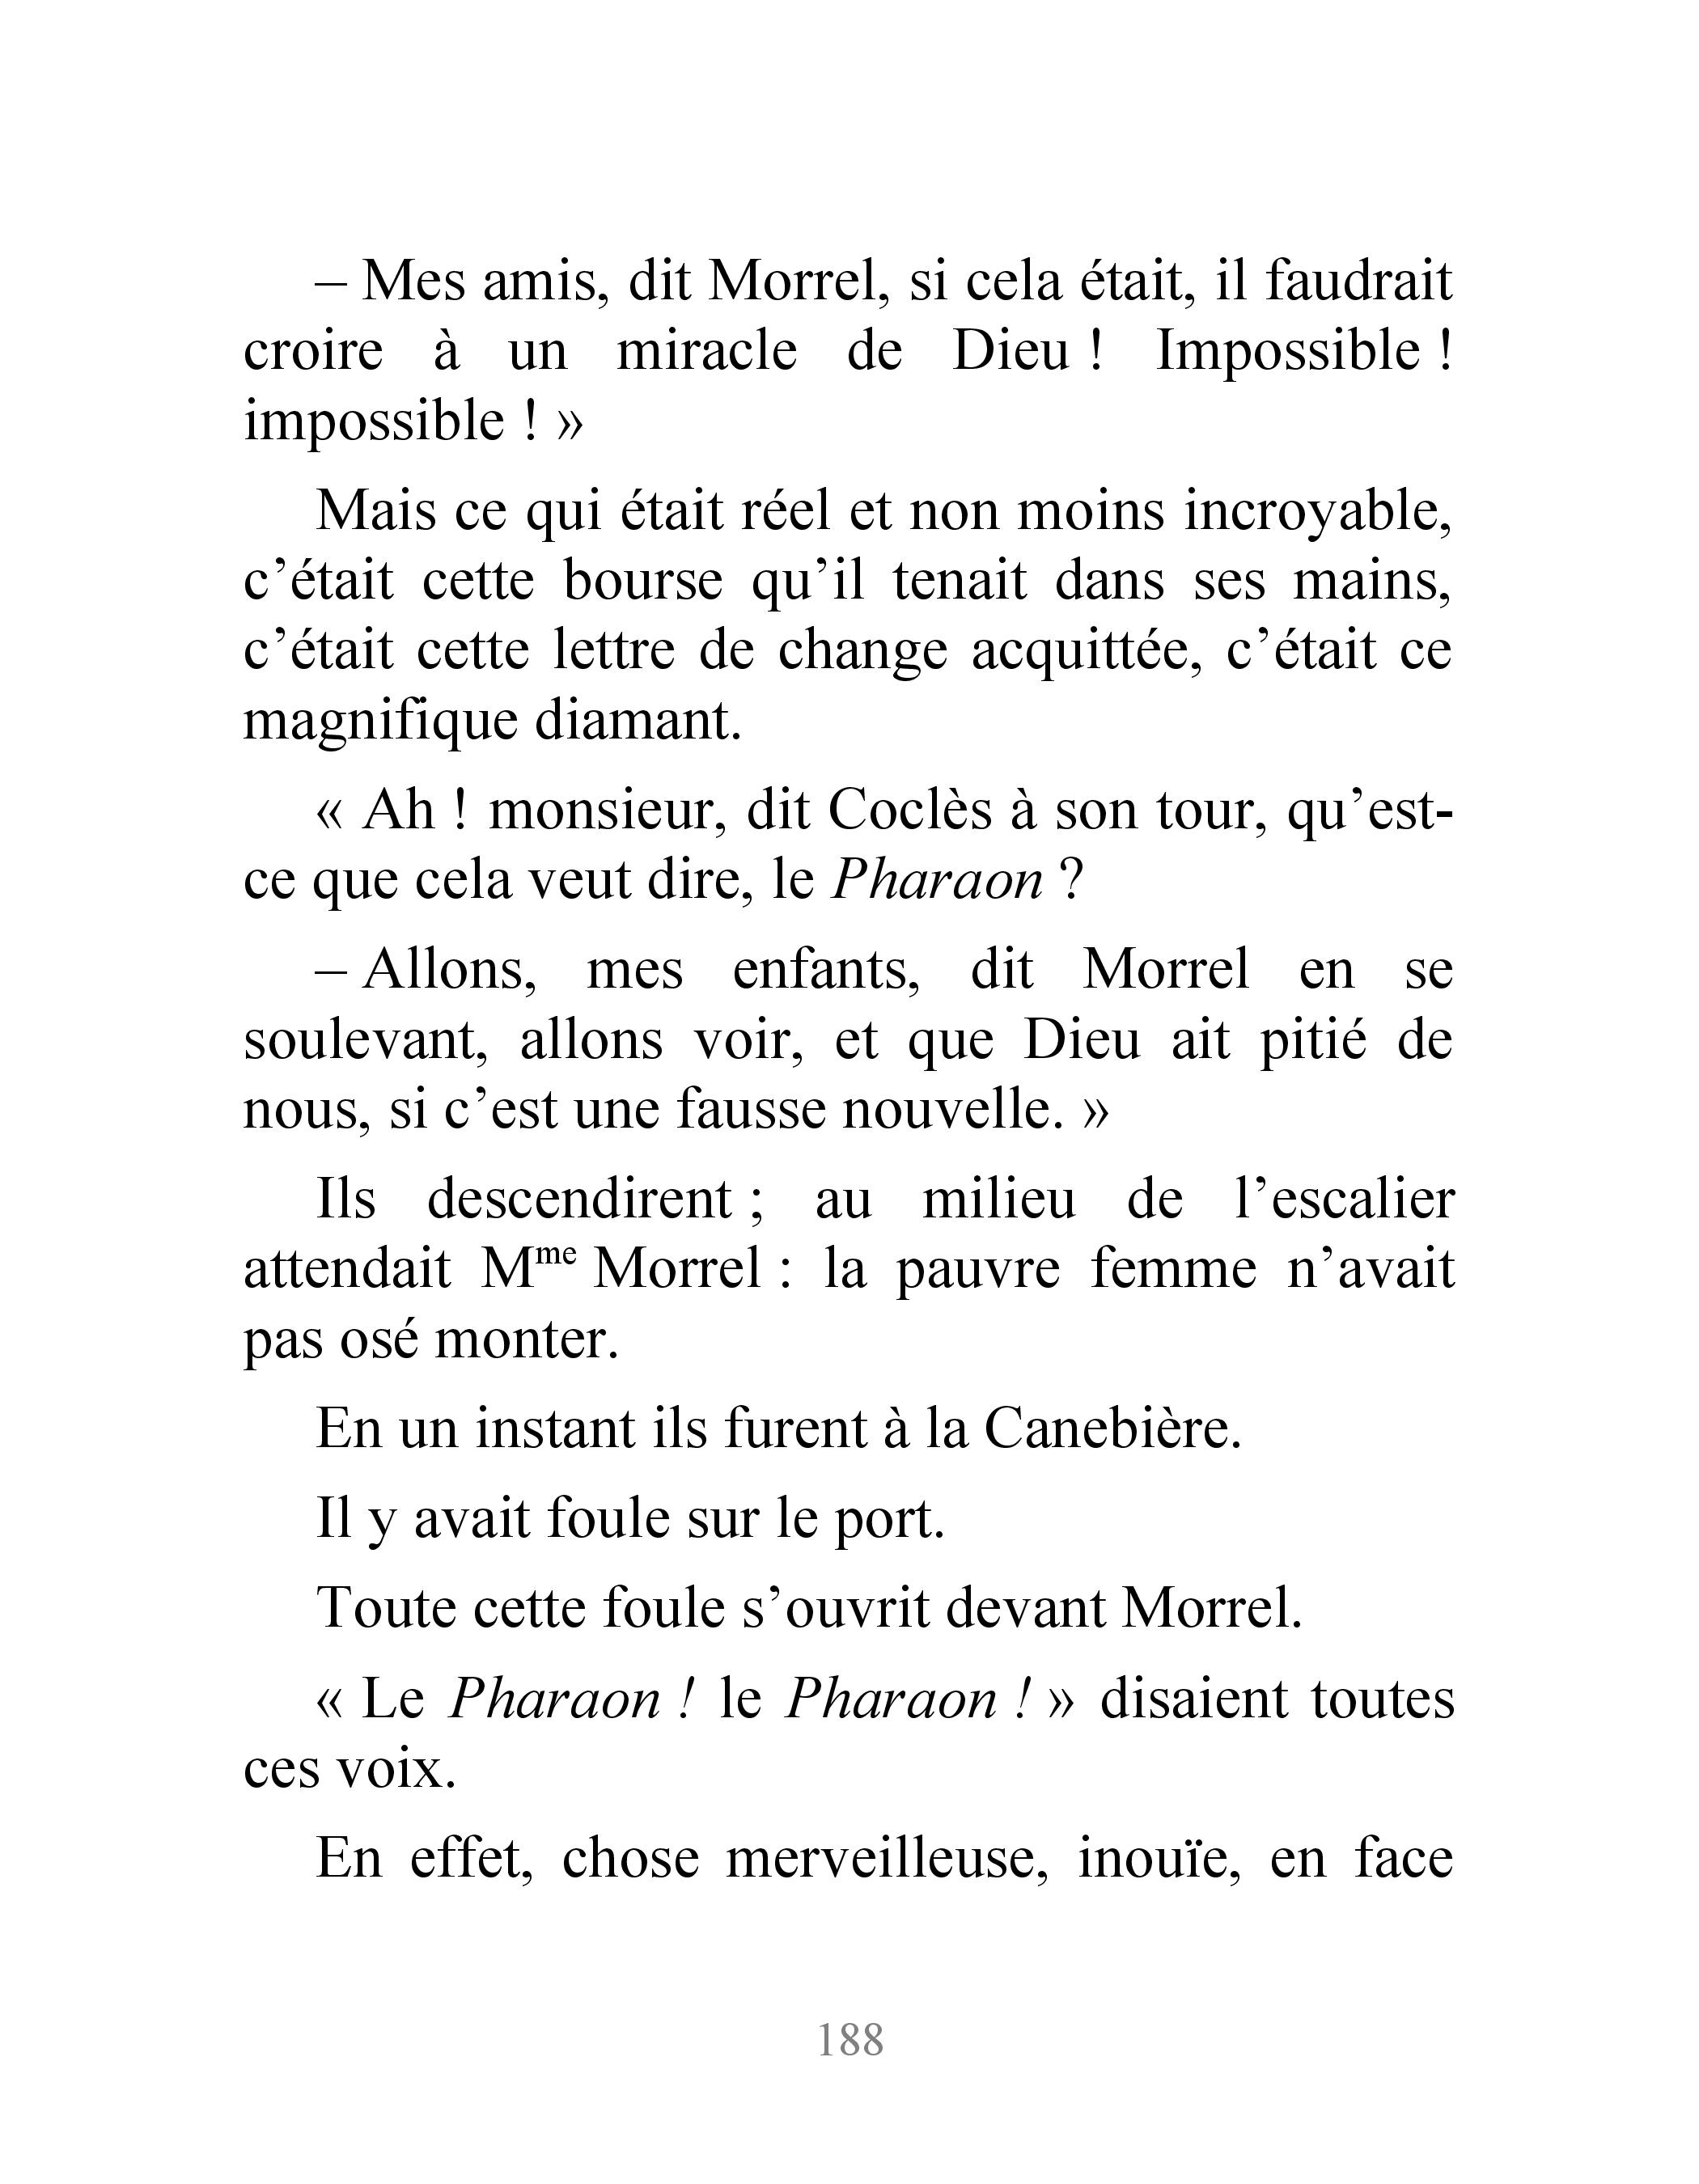 – Mes amis, dit Morrel, si cela était, il faudrait
croire à un miracle de Dieu ! Impossible !
impossible ! »
Mais ce qui était réel et non moins incroyable,
c’était cette bourse qu’il tenait dans ses mains,
c’était cette lettre de change acquittée, c’était ce
magnifique diamant.
« Ah ! monsieur, dit Coclès à son tour, qu’est-
ce que cela veut dire, le Pharaon ?
– Allons, mes enfants, dit Morrel en se
soulevant, allons voir, et que Dieu ait pitié de
nous, si c’est une fausse nouvelle. »
Ils descendirent ; au milieu de l’escalier
attendait Mme Morrel : la pauvre femme n’avait
pas osé monter.
En un instant ils furent à la Canebière.
Il y avait foule sur le port.
Toute cette foule s’ouvrit devant Morrel.
« Le Pharaon ! le Pharaon ! » disaient toutes
ces voix.
En effet, chose merveilleuse, inouïe, en face
188